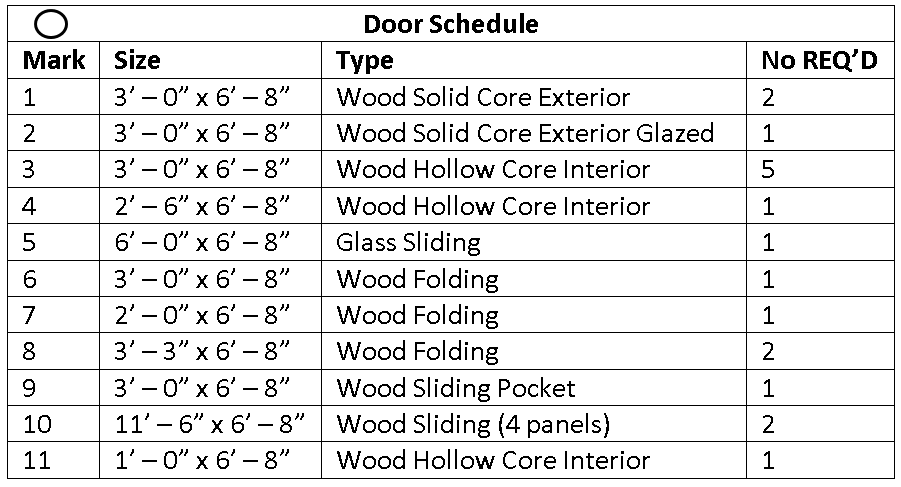 Door Schedule
Mark Size Type No REQ’D
1 3’ – 0” x 6’ – 8” Wood Solid Core Exterior 2
2 3’ – 0” x 6’ – 8” Wood Solid Core Exterior Glazed 1
3 3’ – 0” x 6’ – 8” Wood Hollow Core Interior 5
4 2’ – 6” x 6’ – 8” Wood Hollow Core Interior 1
5 6’ – 0” x 6’ – 8” Glass Sliding 1
6 3’ – 0” x 6’ – 8” Wood Folding 1
7 2’ – 0” x 6’ – 8” Wood Folding 1
8 3’ – 3” x 6’ – 8” Wood Folding 2
9 3’ – 0” x 6’ – 8” Wood Sliding Pocket 1
10 11’ – 6” x 6’ – 8” Wood Sliding (4 panels) 2
11 1’ – 0” x 6’ – 8” Wood Hollow Core Interior 1